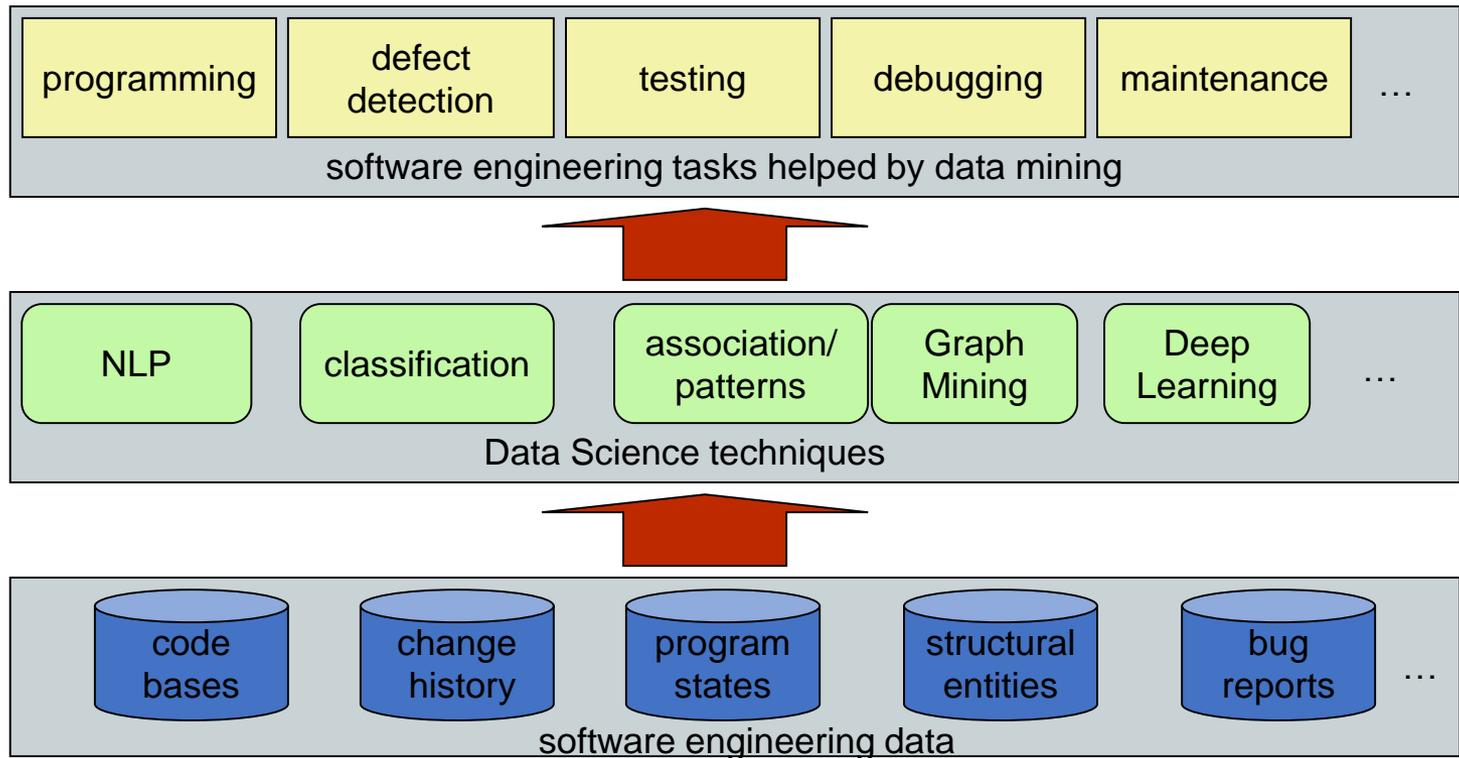 programming
defect
detection
testing
debugging
maintenance
…
software engineering tasks helped by data mining
NLP
classification
association/
patterns
Graph
Mining
Deep
Learning
…
Data Science techniques
code
bases
change
history
program
states
structural
entities
bug
reports
…
software engineering data